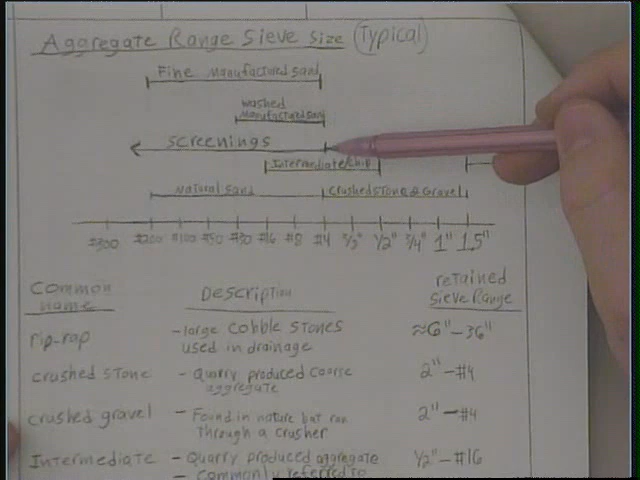 Aggregate Range Sieve Size (Typical)
Fine Manufactured Sand
washed
Manufactured Sand
Screenings
Intermediate/chip
Natural Sand
Crushed Stone & Gravel
#300 #200 #100 #50 #30 #16 #8 #4 3/8" 1/2" 3/4" 1" 1.5"
Common name
Description
retained Sieve Range
rip-rap
-large cobble stones used in drainage
≈6"-36"
crushed stone
- Quarry produced coarse aggregate
2"-#4
crushed gravel
- Found in nature but ran through a crusher
2"-#4
Intermediate
- Quarry produced aggregate
1/2"-#16
- commonly referred to